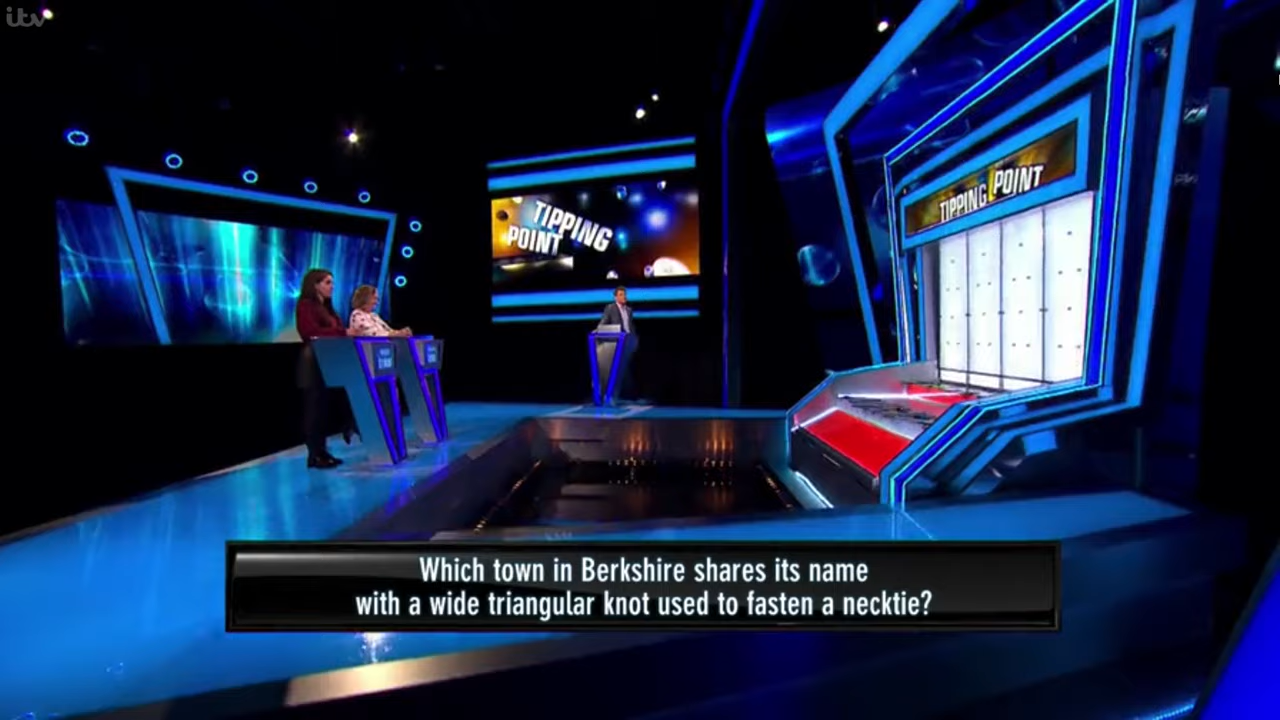 itv
TIPPING
POINT
TIPPING POINT
Which town in Berkshire shares its name
with a wide triangular knot used to fasten a necktie?